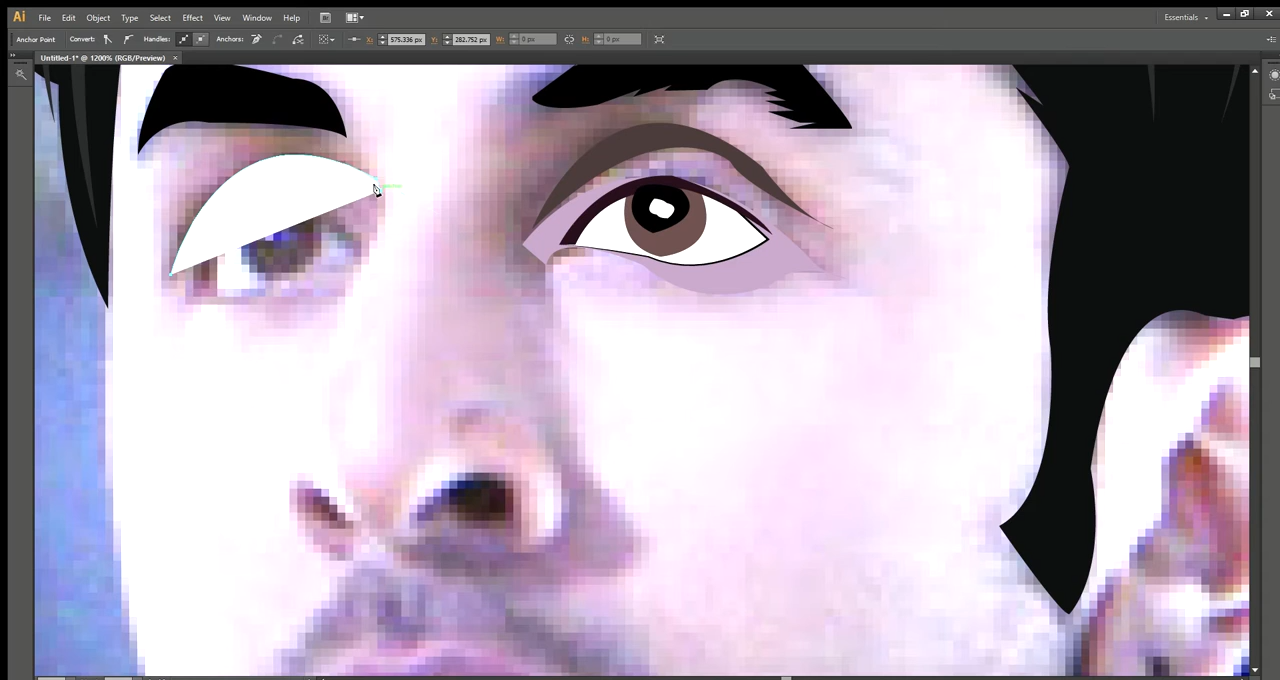 Ai File Edit Object Type Select Effect View Window Help Br Essentials
Anchor Point Convert: Handles: Anchors: X: 575.336 px Y: 282.752 px W: 0 px H: 0 px
Untitled-1* @ 1200% (RGB/Preview) ×